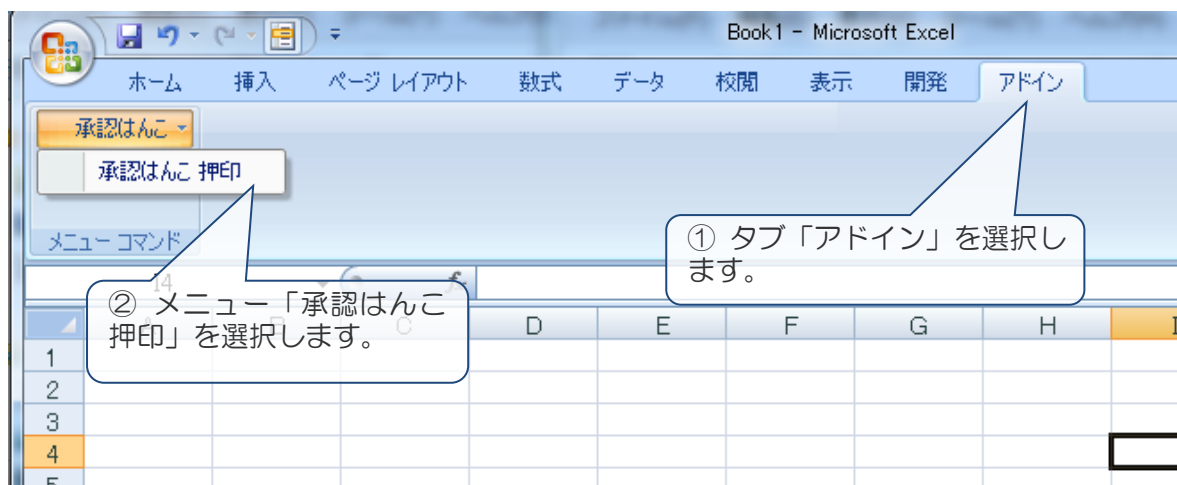 Book1 - Microsoft Excel
ホーム 挿入 ページ レイアウト 数式 データ 校閲 表示 開発 アドイン
承認はんこ
承認はんこ 押印
メニュー コマンド
① タブ「アドイン」を選択し
ます。
I4
② メニュー「承認はんこ
押印」を選択します。
A B C D E F G H I
1
2
3
4
5